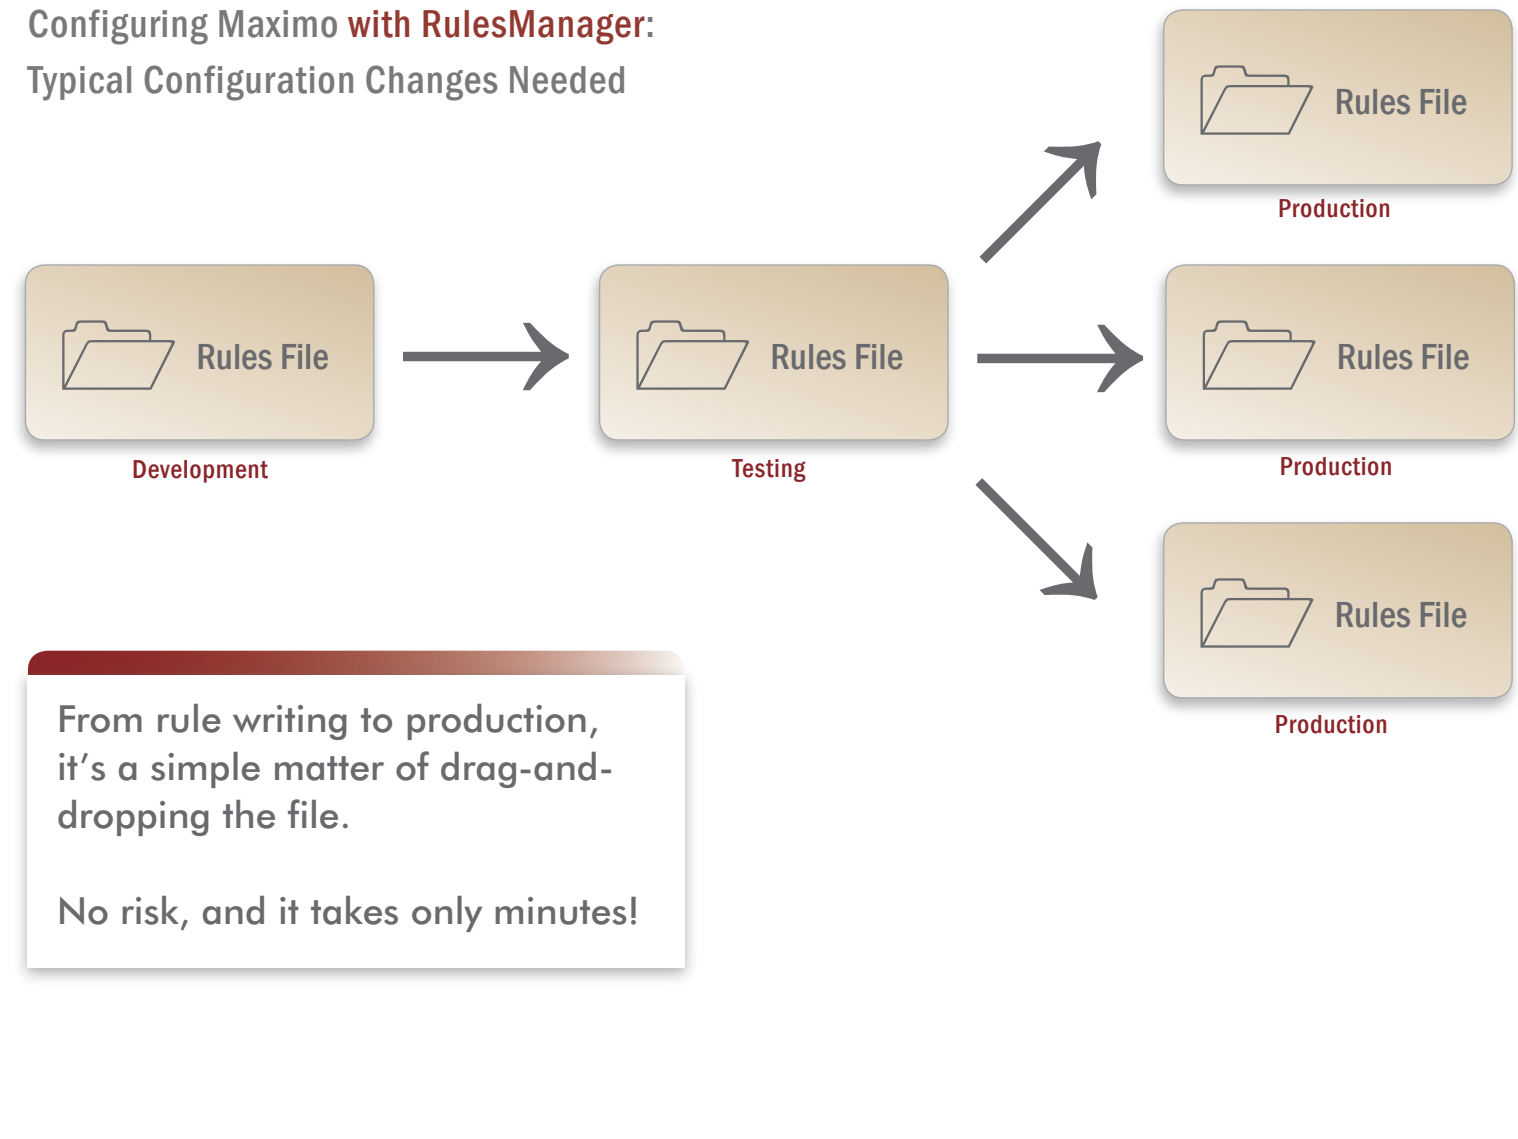 Configuring Maximo with RulesManager:
Typical Configuration Changes Needed
Rules File
Production
Rules File
Development
Rules File
Testing
Rules File
Production
Rules File
Production
From rule writing to production,
it’s a simple matter of drag-and-
dropping the file.
No risk, and it takes only minutes!